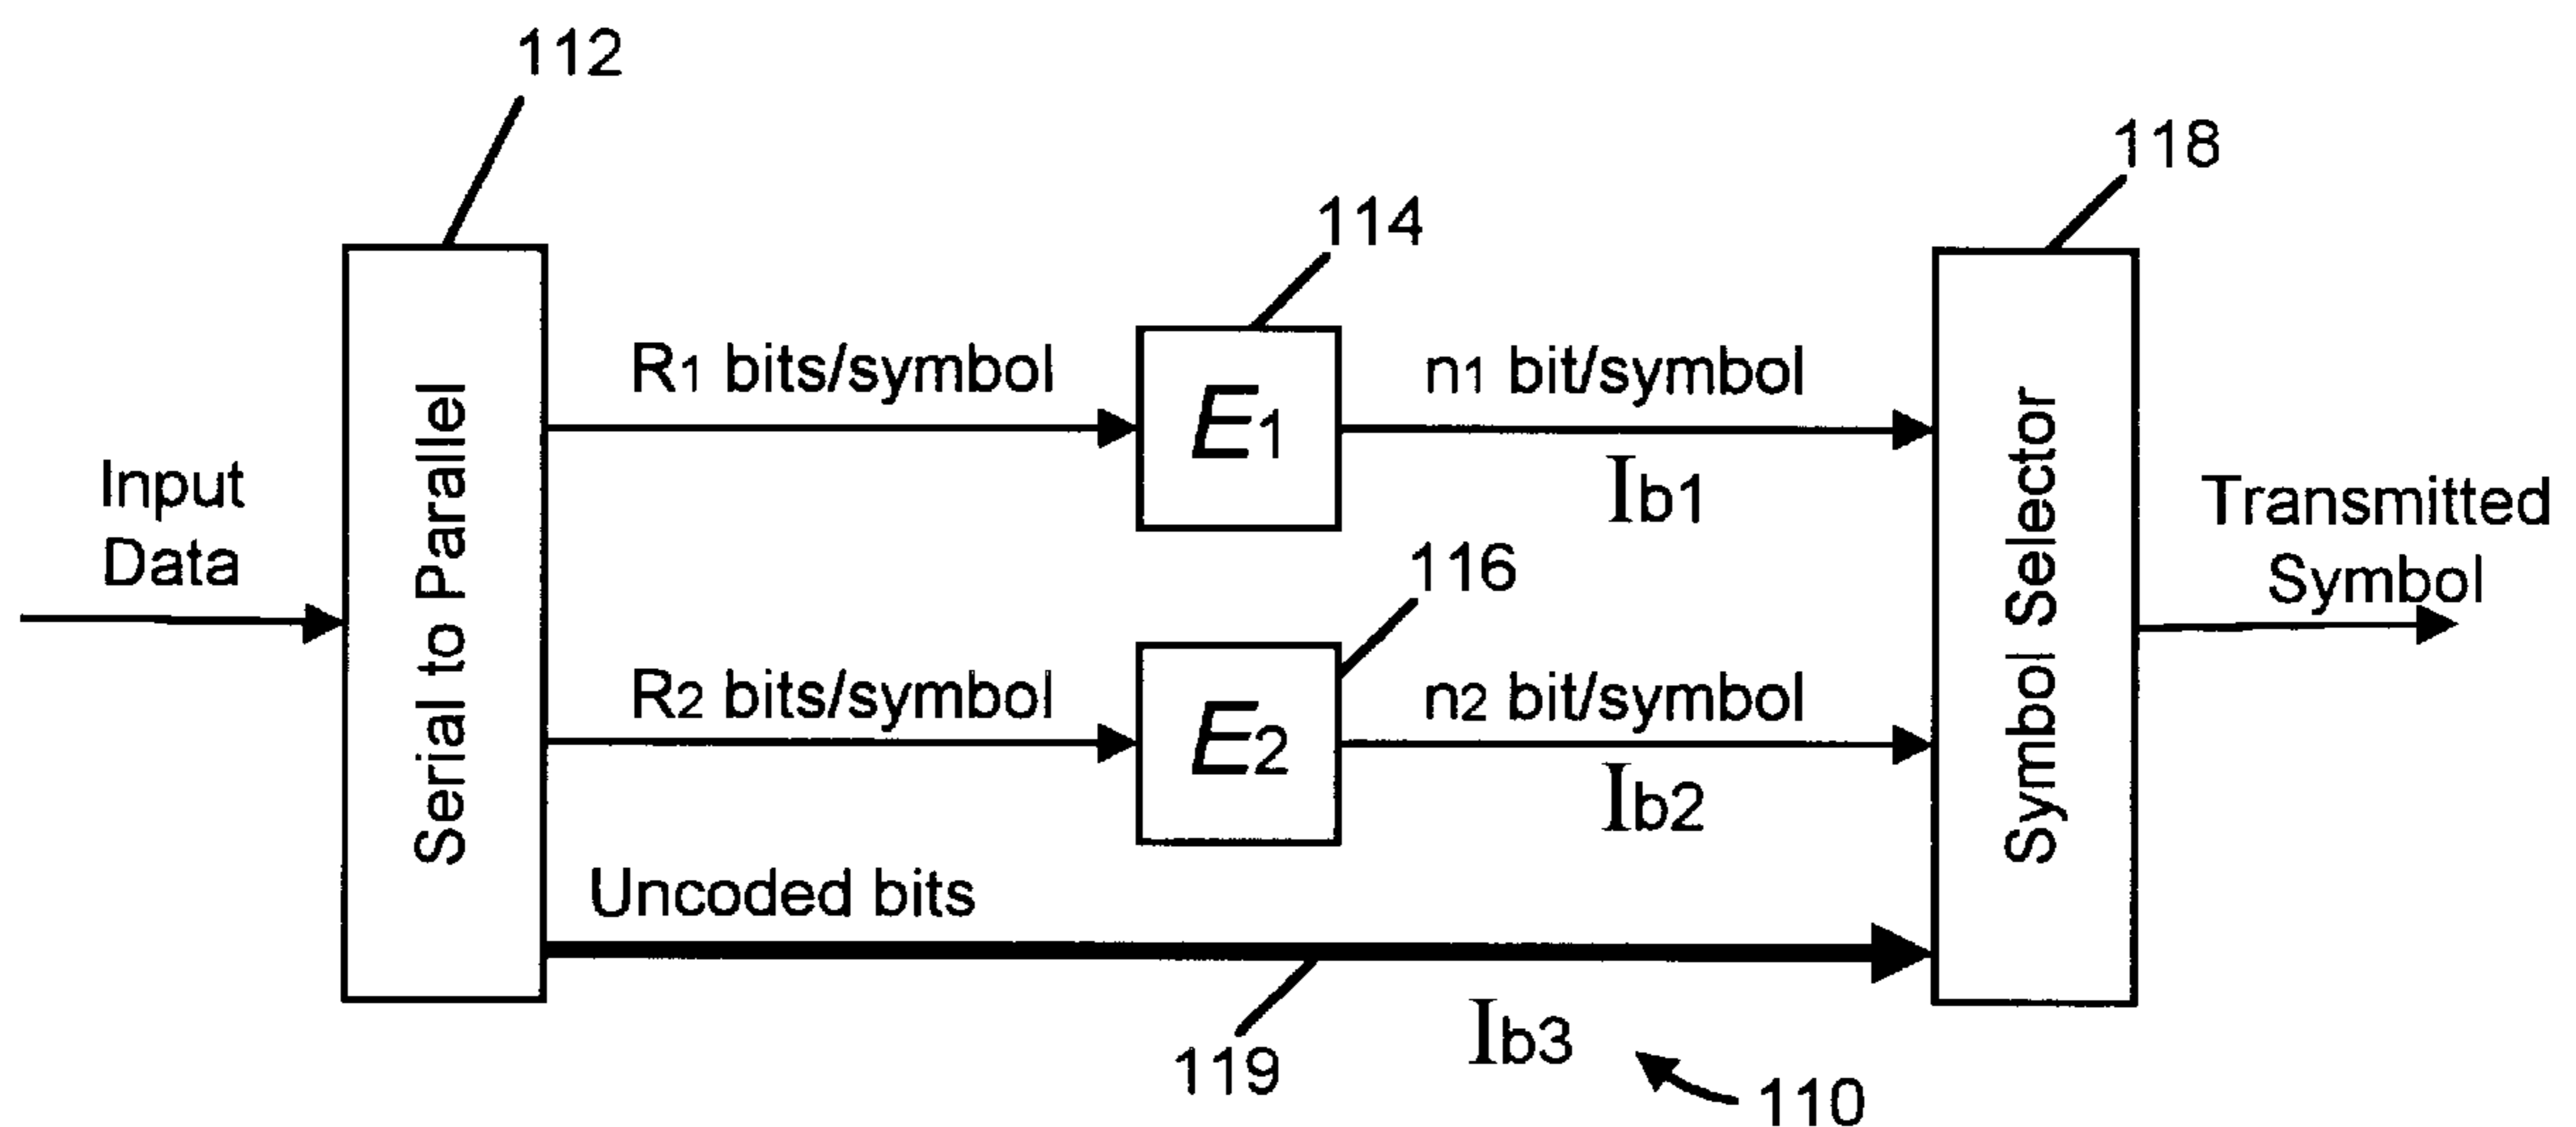 112
118
114
R1 bits/symbol
n1 bit/symbol
E1
Ib1
Input
Data
Serial to Parallel
Symbol Selector
Transmitted
Symbol
116
R2 bits/symbol
n2 bit/symbol
E2
Ib2
Uncoded bits
119
Ib3
110